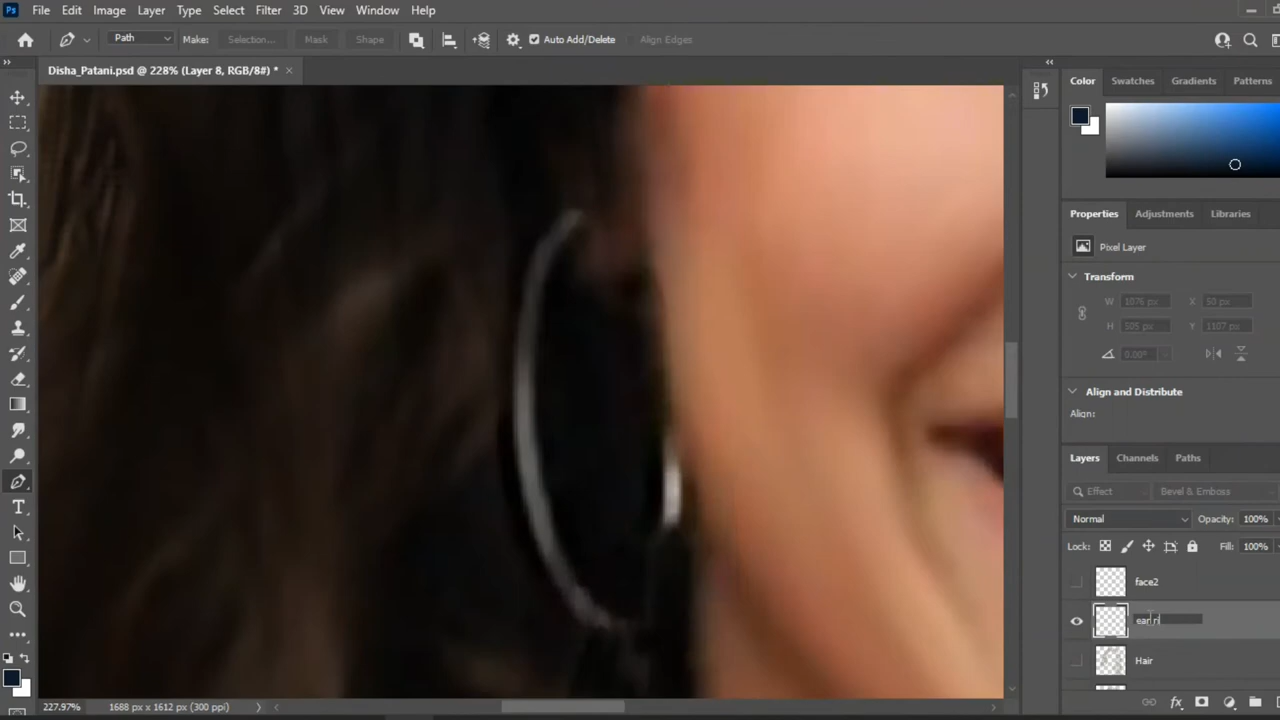 Ps File Edit Image Layer Type Select Filter 3D View Window Help
Path Make: Selection... Mask Shape Auto Add/Delete Align Edges
Disha_Patani.psd @ 228% (Layer 8, RGB/8#) * ×
Color Swatches Gradients Patterns
Properties Adjustments Libraries
Pixel Layer
Transform
W 1076 px X 50 px
H 505 px Y 1107 px
0.00°
Align and Distribute
Align:
Layers Channels Paths
Effect Bevel & Emboss
Normal Opacity: 100%
Lock: Fill: 100%
face2
ear ri
Hair
fx
227.97% 1688 px x 1612 px (300 ppi)